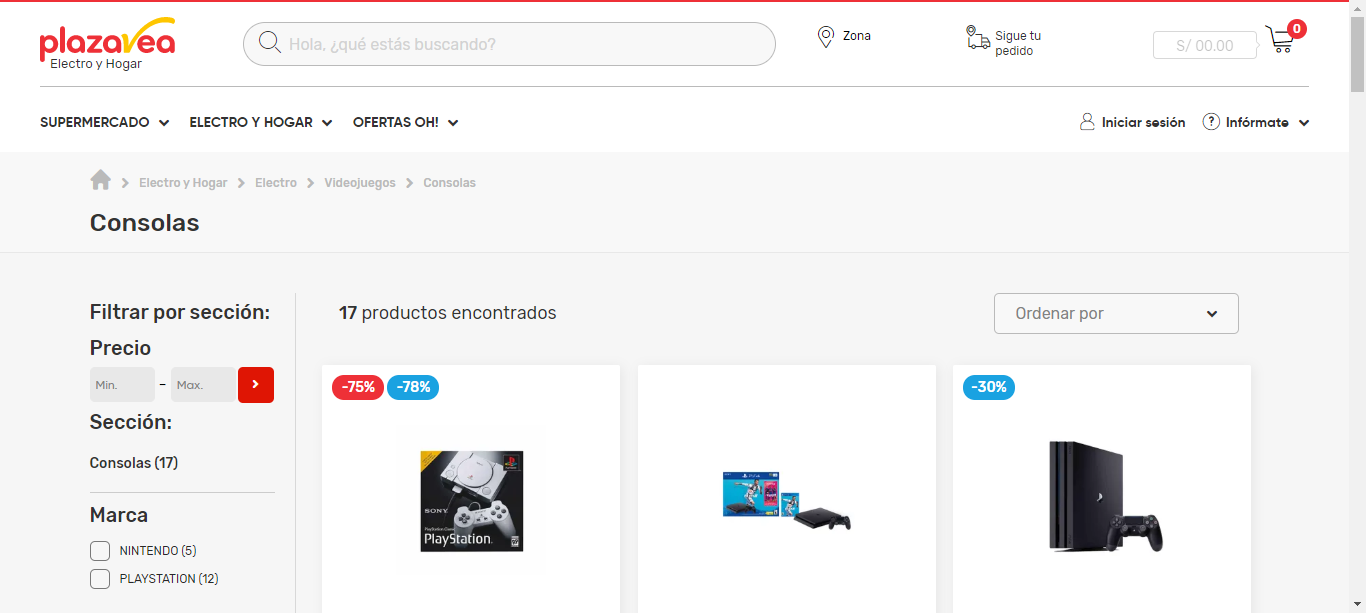 plazavea
Electro y Hogar
Hola, ¿qué estás buscando?
Zona
Sigue tu
pedido
S/ 00.00
0
SUPERMERCADO
ELECTRO Y HOGAR
OFERTAS OH!
Iniciar sesión
? Infórmate
Electro y Hogar
Electro
Videojuegos
Consolas
Consolas
Filtrar por sección:
Precio
Min.
–
Max.
Sección:
Consolas (17)
Marca
NINTENDO (5)
PLAYSTATION (12)
17 productos encontrados
Ordenar por
-75%
-78%
SONY
PlayStation
PS4
-30%